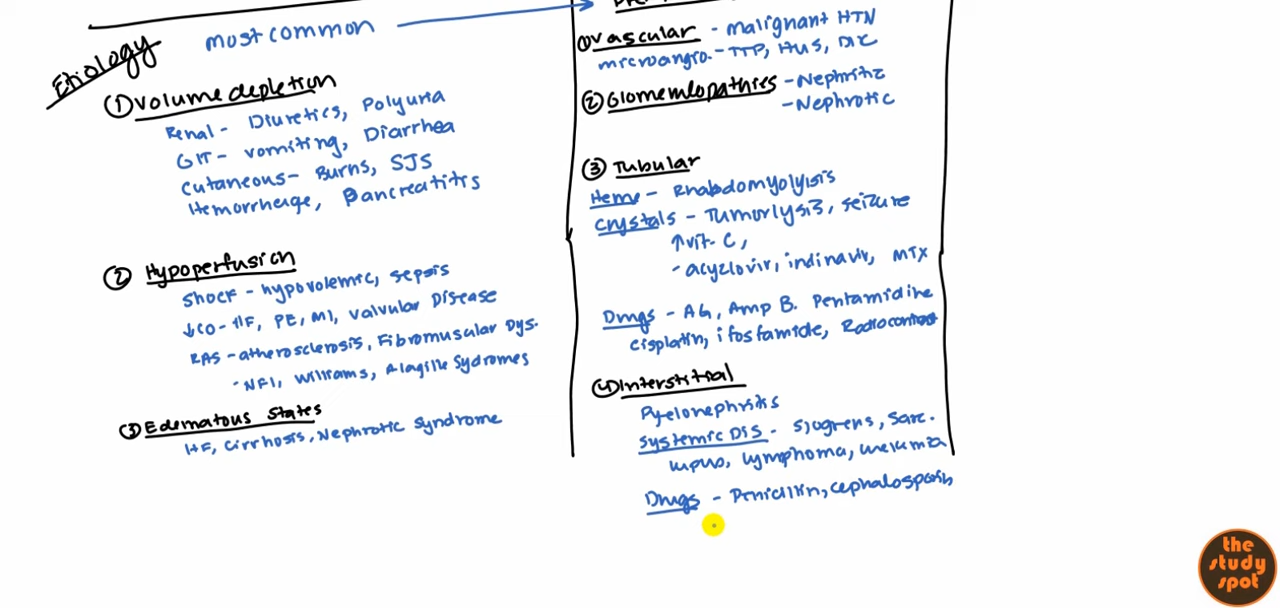 most common
Etiology
① volume depletion
Renal - Diuretics, Polyuria
GIT - vomiting, Diarrhea
Cutaneous - Burns, SJS
Hemorrheage, Pancreatitis
② Hypoperfusion
Shock - hypovolemic, sepsis
↓CO - HF, PE, MI, valvular Disease
RAS - atherosclerosis, Fibromuscular Dys.
- NF1, Williams, Alagille Sydromes
③ Edematous States
HF, Cirrhosis, Nephrotic Syndrome
① Vascular - malignant HTN
microangio. - TTP, HUS, DIC
② Glomerulopathies - Nephritic
- Nephrotic
③ Tubular
Heme - Rhabdomyolysis
Crystals - Tumorlysis, seizure
↑vit. C,
- acyclovir, indinavir, MTX
Drugs - AG, Amp B. Pentamidine
cisplatin, ifosfamide, Radiocontrast
④ Interstitial
Pyelonephritis
Systemic Dis - Sjogrens, Sarc.
lupus, lymphoma, leukemia
Drugs - Penicillin, cephalosporin
the
study
spot